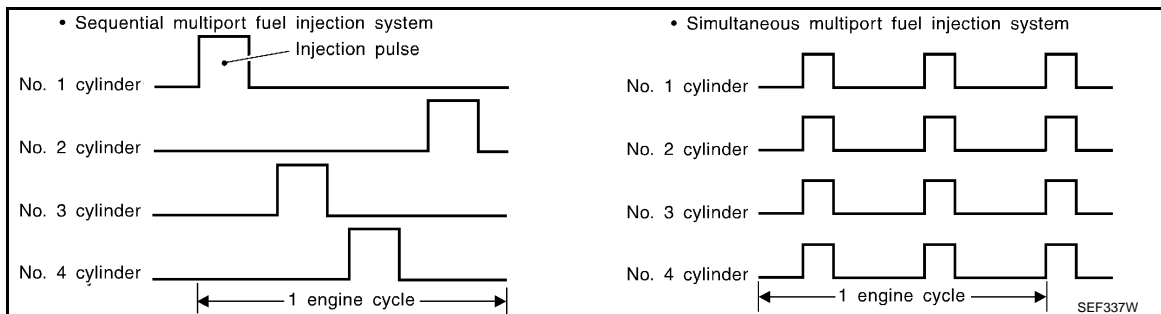 • Sequential multiport fuel injection system
Injection pulse
No. 1 cylinder
No. 2 cylinder
No. 3 cylinder
No. 4 cylinder
1 engine cycle
• Simultaneous multiport fuel injection system
No. 1 cylinder
No. 2 cylinder
No. 3 cylinder
No. 4 cylinder
1 engine cycle
SEF337W